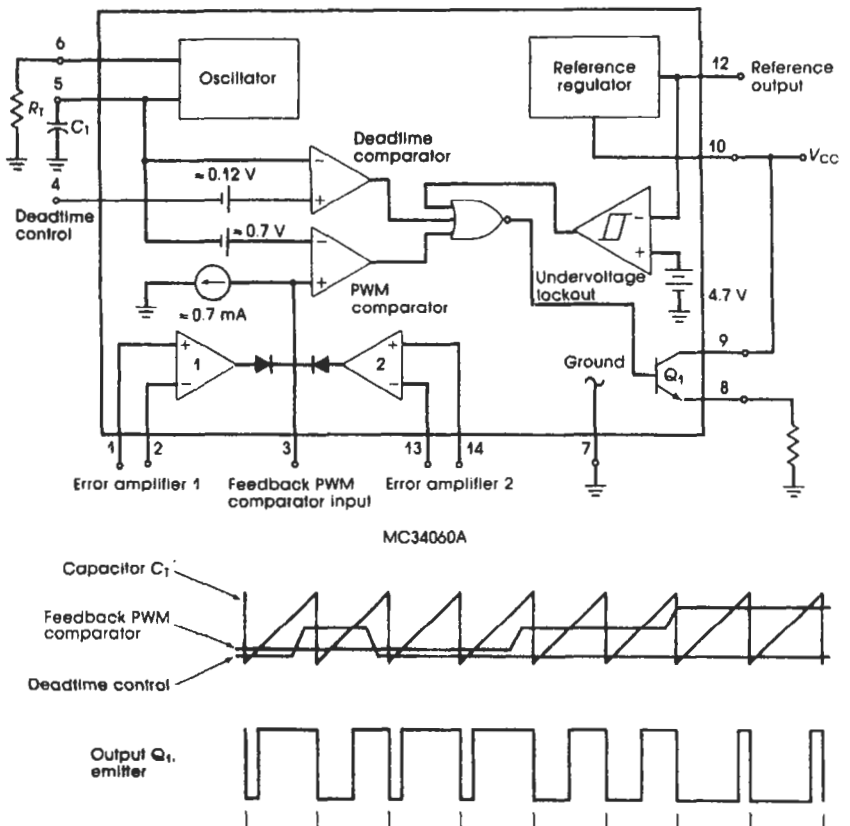 6
Oscillator
5
R_T
C_T
4
Deadtime
control
≈ 0.12 V
Deadtime
comparator
-
+
≈ 0.7 V
-
+
PWM
comparator
≈ 0.7 mA
Reference
regulator
12
Reference
output
10
V_CC
-
+
Undervoltage
lockout
4.7 V
9
Q_1
8
Ground
+
1
-
2
+
-
1
2
3
13
14
7
Error amplifier 1
Feedback PWM
comparator input
Error amplifier 2
MC34060A
Capacitor C_T
Feedback PWM
comparator
Deadtime control
Output Q_1,
emitter